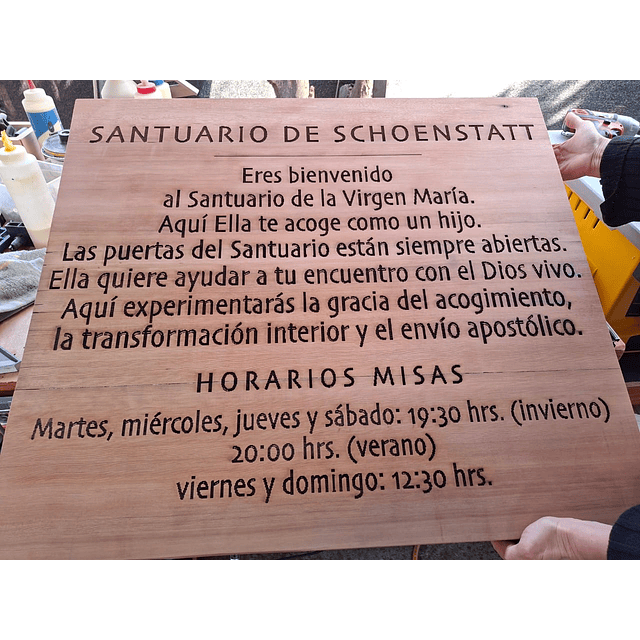 SANTUARIO DE SCHOENSTATT
Eres bienvenido
al Santuario de la Virgen María.
Aquí Ella te acoge como un hijo.
Las puertas del Santuario están siempre abiertas.
Ella quiere ayudar a tu encuentro con el Dios vivo.
Aquí experimentarás la gracia del acogimiento,
la transformación interior y el envío apostólico.
HORARIOS MISAS
Martes, miércoles, jueves y sábado: 19:30 hrs. (invierno)
20:00 hrs. (verano)
viernes y domingo: 12:30 hrs.